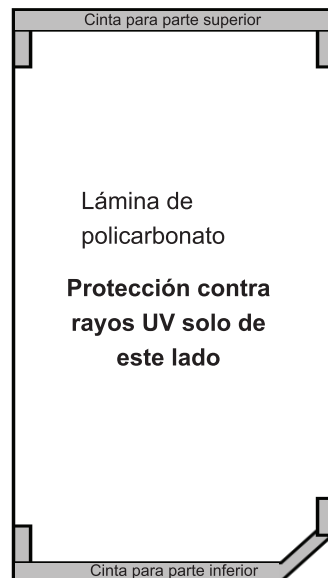 Cinta para parte superior
Lámina de
policarbonato
Protección contra
rayos UV solo de
este lado
Cinta para parte inferior